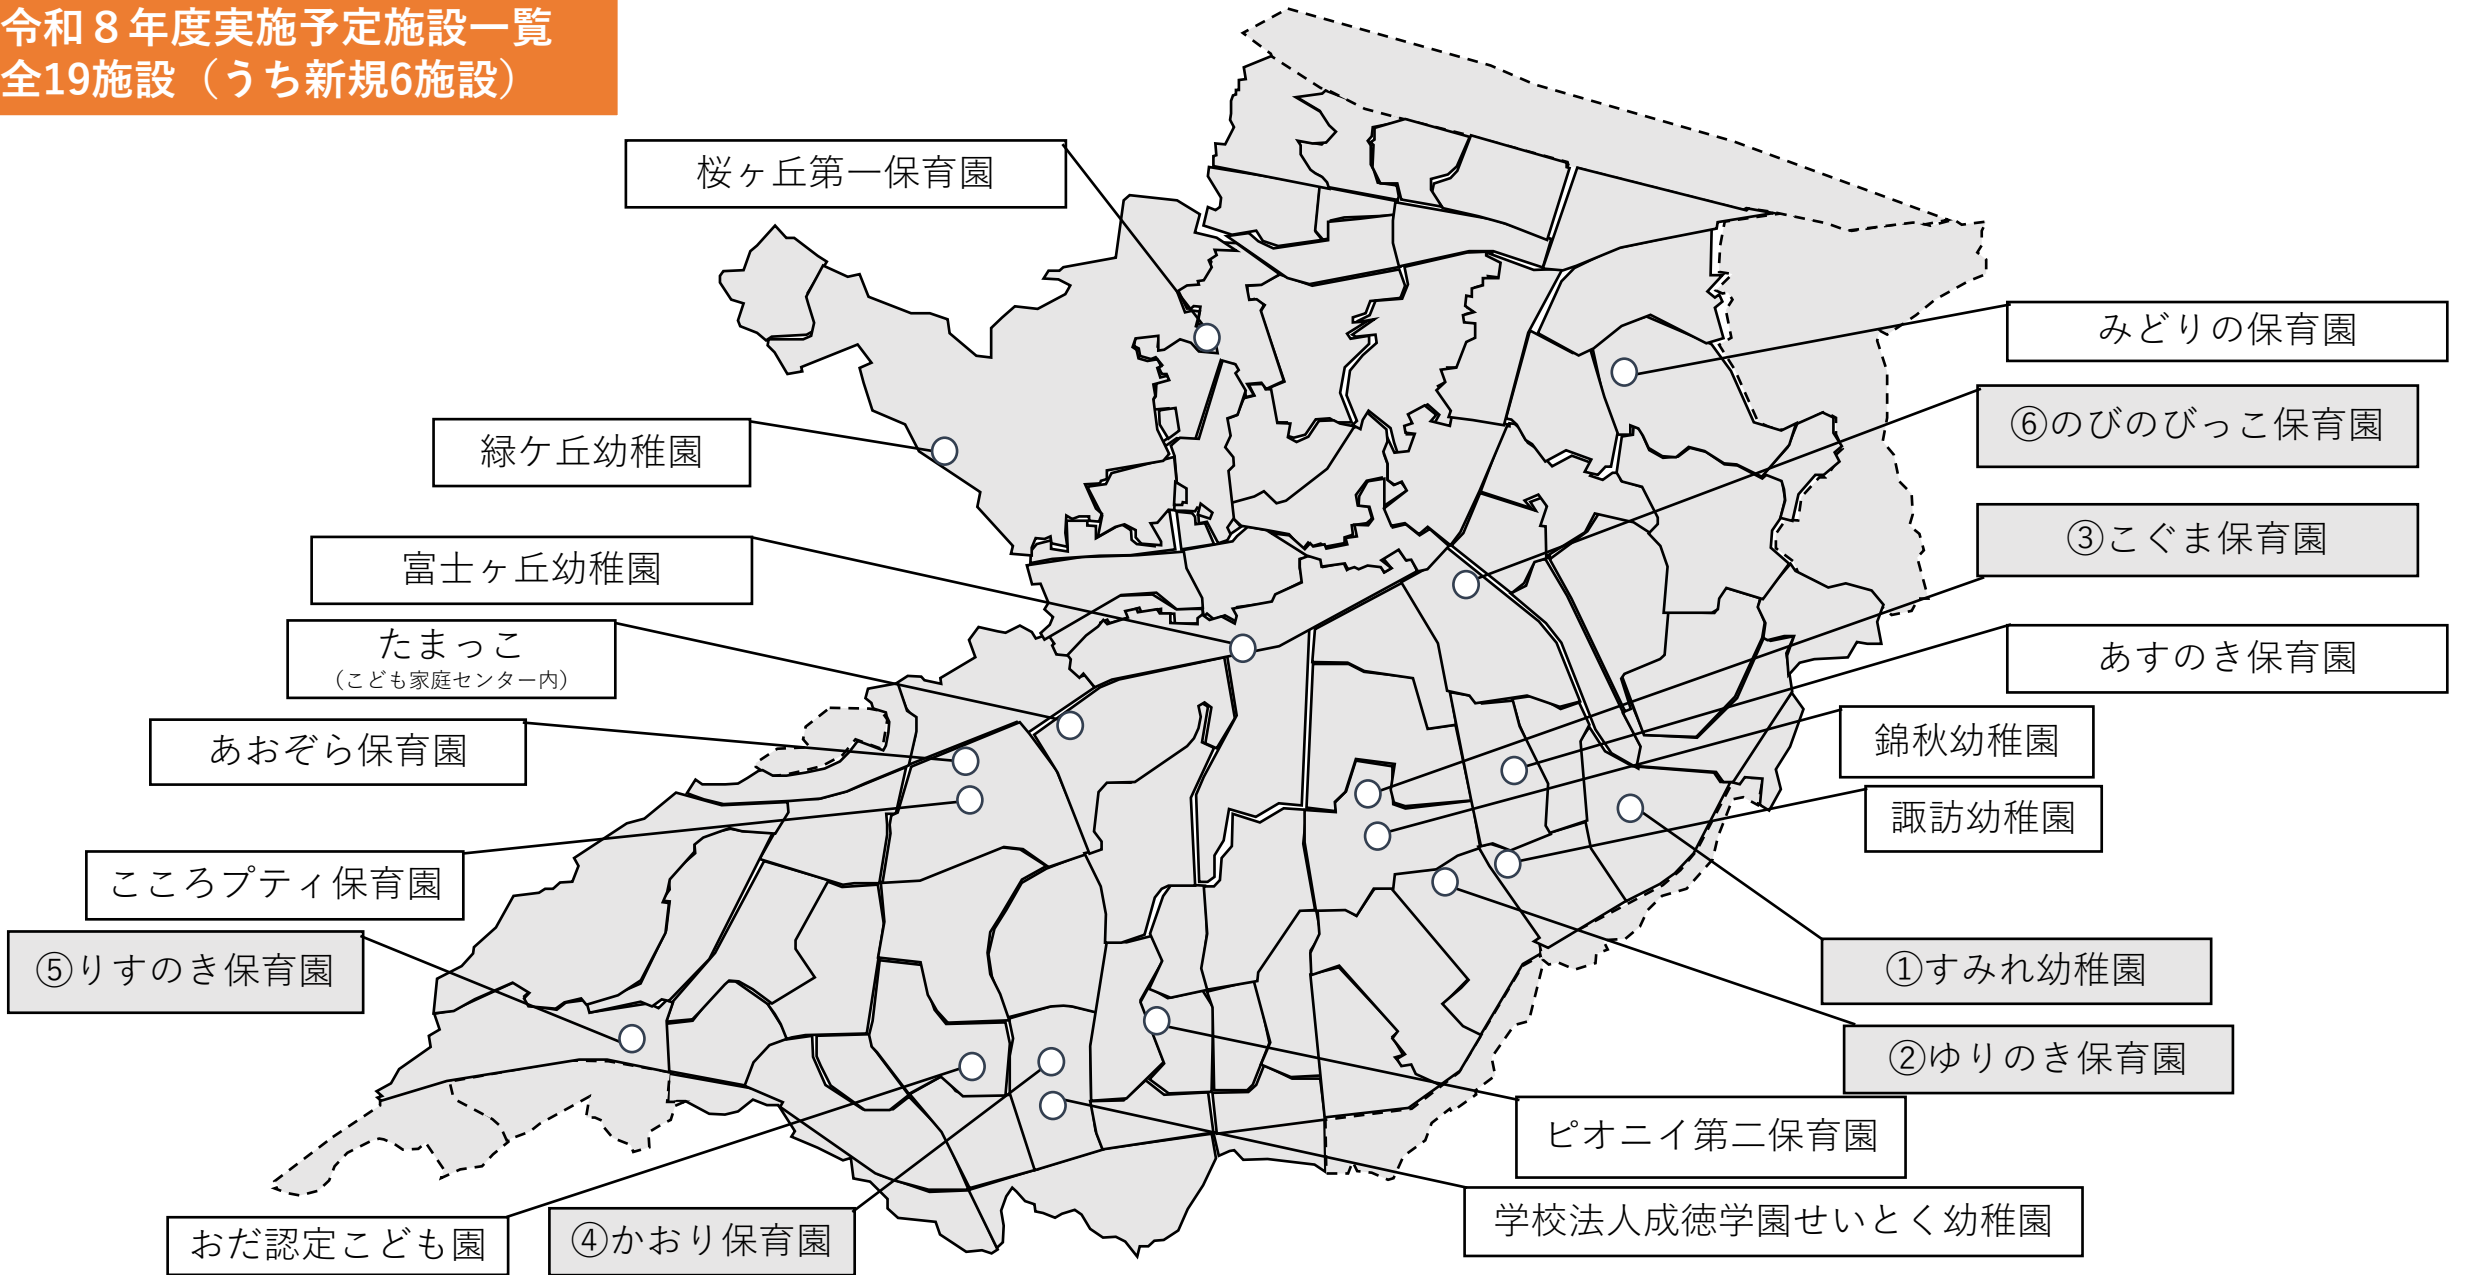 令和８年度実施予定施設一覧
全19施設（うち新規6施設）
桜ヶ丘第一保育園
緑ケ丘幼稚園
富士ヶ丘幼稚園
たまっこ
（こども家庭センター内）
あおぞら保育園
こころプティ保育園
⑤りすのき保育園
おだ認定こども園
④かおり保育園
みどりの保育園
⑥のびのびっこ保育園
③こぐま保育園
あすのき保育園
錦秋幼稚園
諏訪幼稚園
①すみれ幼稚園
②ゆりのき保育園
ピオニイ第二保育園
学校法人成徳学園せいとく幼稚園